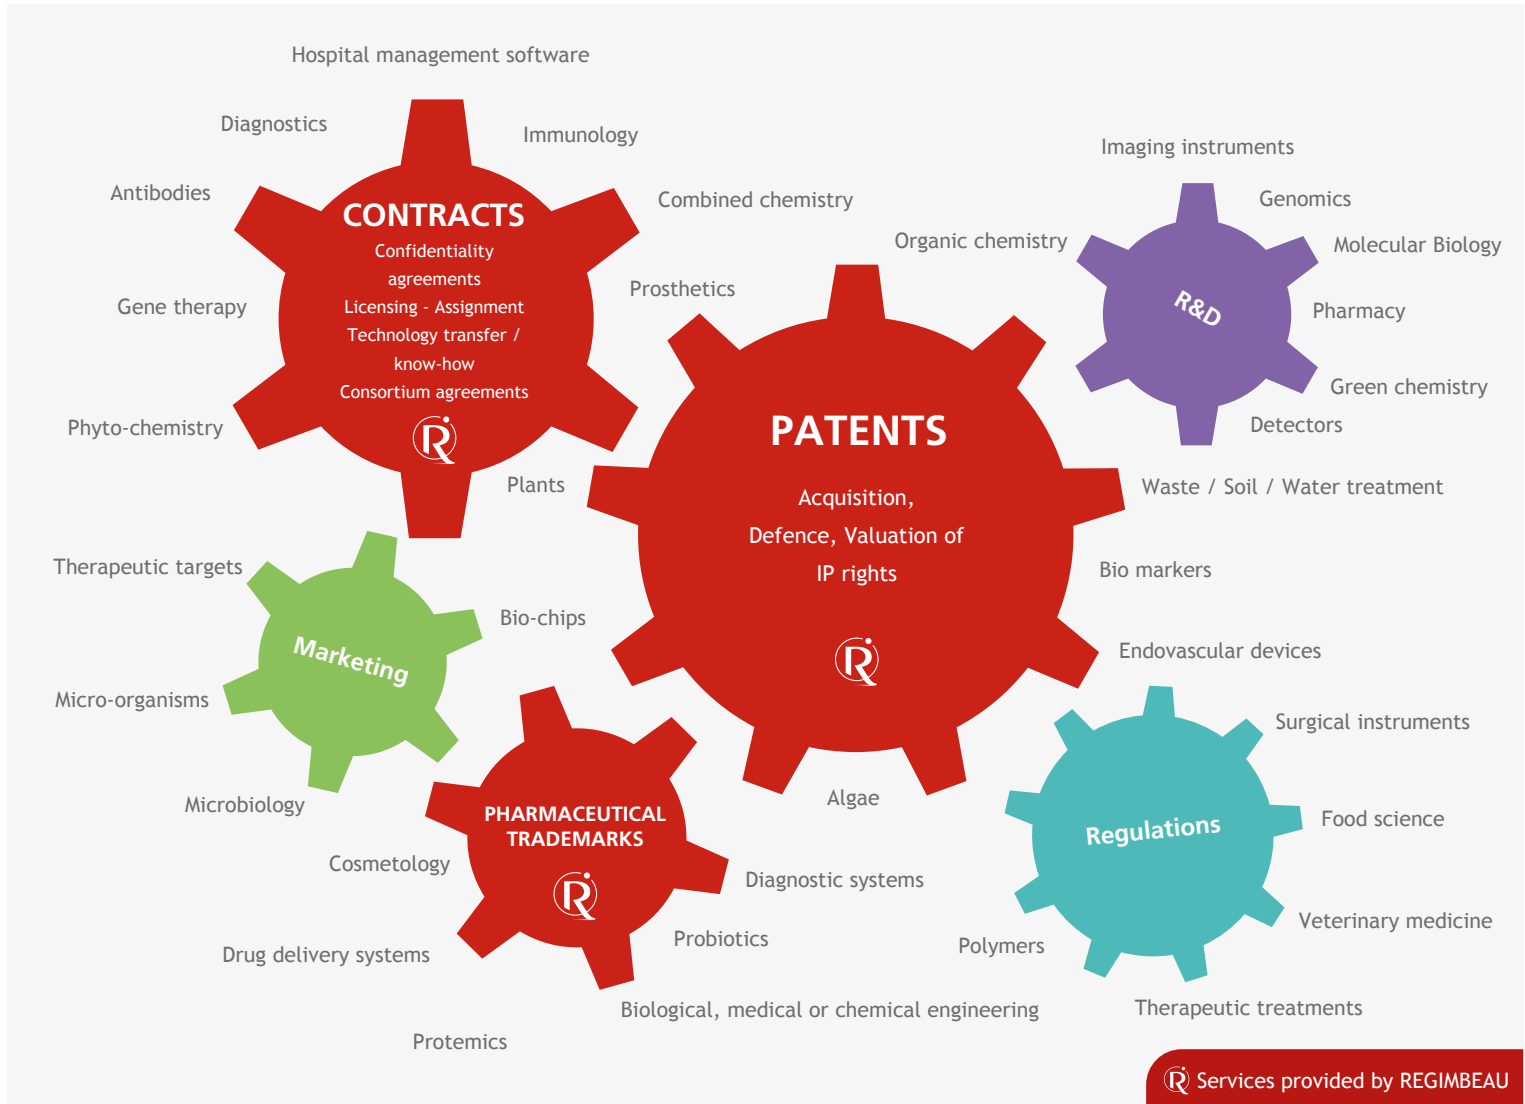 Hospital management software
Diagnostics
Immunology
Antibodies
Combined chemistry
Gene therapy
Prosthetics
Phyto-chemistry
Plants
CONTRACTS
Confidentiality
agreements
Licensing - Assignment
Technology transfer /
know-how
Consortium agreements
R
Imaging instruments
Genomics
Organic chemistry
Molecular Biology
R&D
Pharmacy
Green chemistry
Detectors
PATENTS
Acquisition,
Defence, Valuation of
IP rights
R
Waste / Soil / Water treatment
Bio markers
Endovascular devices
Therapeutic targets
Bio-chips
Marketing
Micro-organisms
Microbiology
Algae
PHARMACEUTICAL
TRADEMARKS
R
Cosmetology
Diagnostic systems
Drug delivery systems
Probiotics
Biological, medical or chemical engineering
Protemics
Surgical instruments
Regulations
Food science
Veterinary medicine
Polymers
Therapeutic treatments
R Services provided by REGIMBEAU